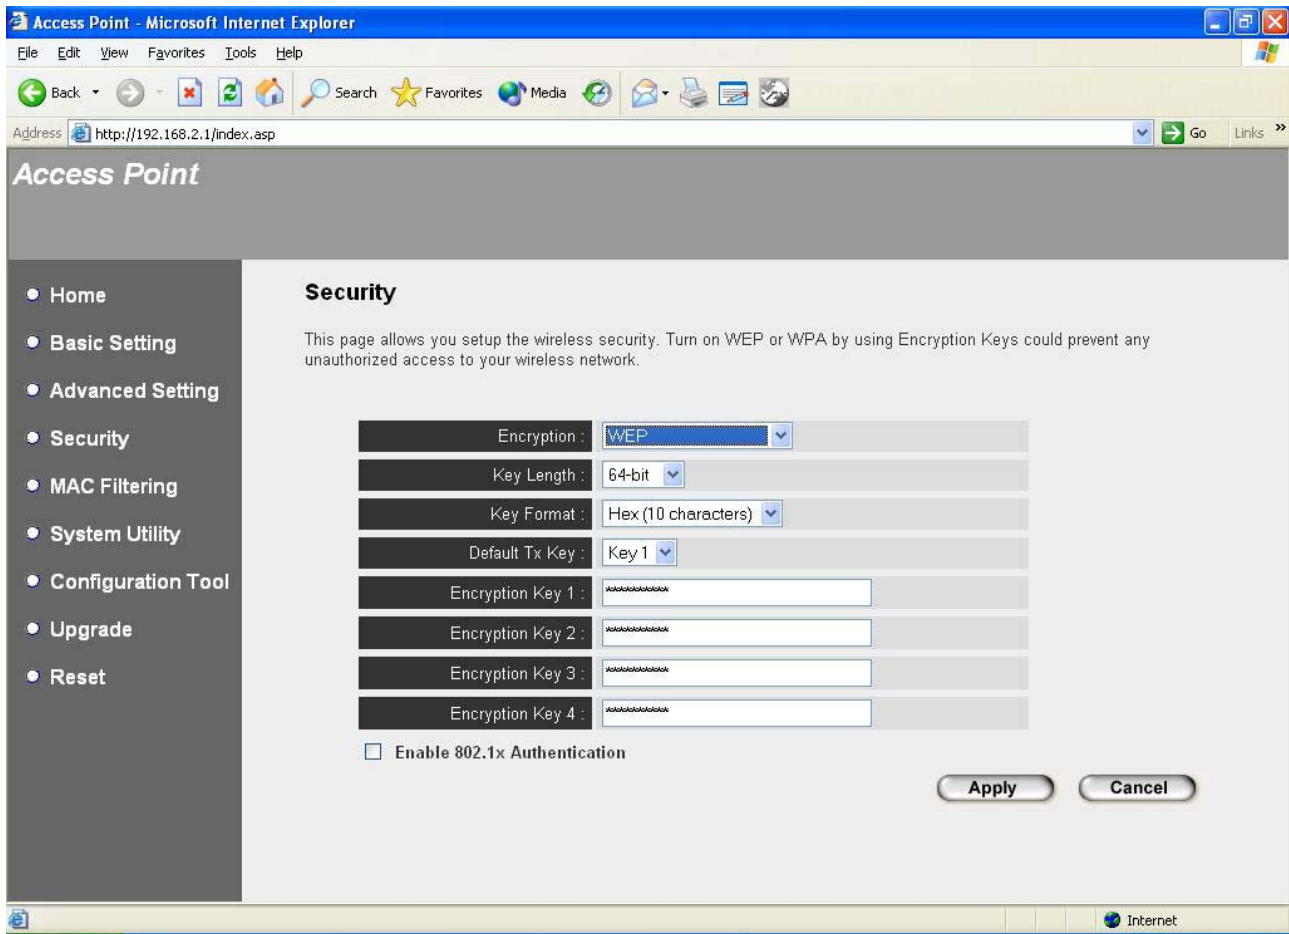 Access Point - Microsoft Internet Explorer
File Edit View Favorites Tools Help
Back Search Favorites Media
Address http://192.168.2.1/index.asp Go Links »
Access Point
Home
Basic Setting
Advanced Setting
Security
MAC Filtering
System Utility
Configuration Tool
Upgrade
Reset
Security
This page allows you setup the wireless security. Turn on WEP or WPA by using Encryption Keys could prevent any
unauthorized access to your wireless network.
Encryption : WEP
Key Length : 64-bit
Key Format : Hex (10 characters)
Default Tx Key : Key 1
Encryption Key 1 : **********
Encryption Key 2 : **********
Encryption Key 3 : **********
Encryption Key 4 : **********
Enable 802.1x Authentication
Apply Cancel
Internet